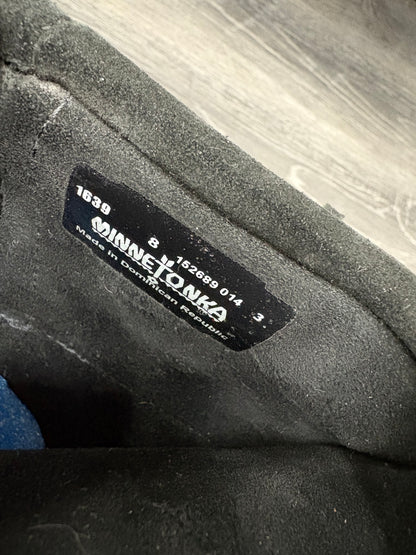 1639 8 152689 014 3
MINNETONKA
Made in Dominican Republic